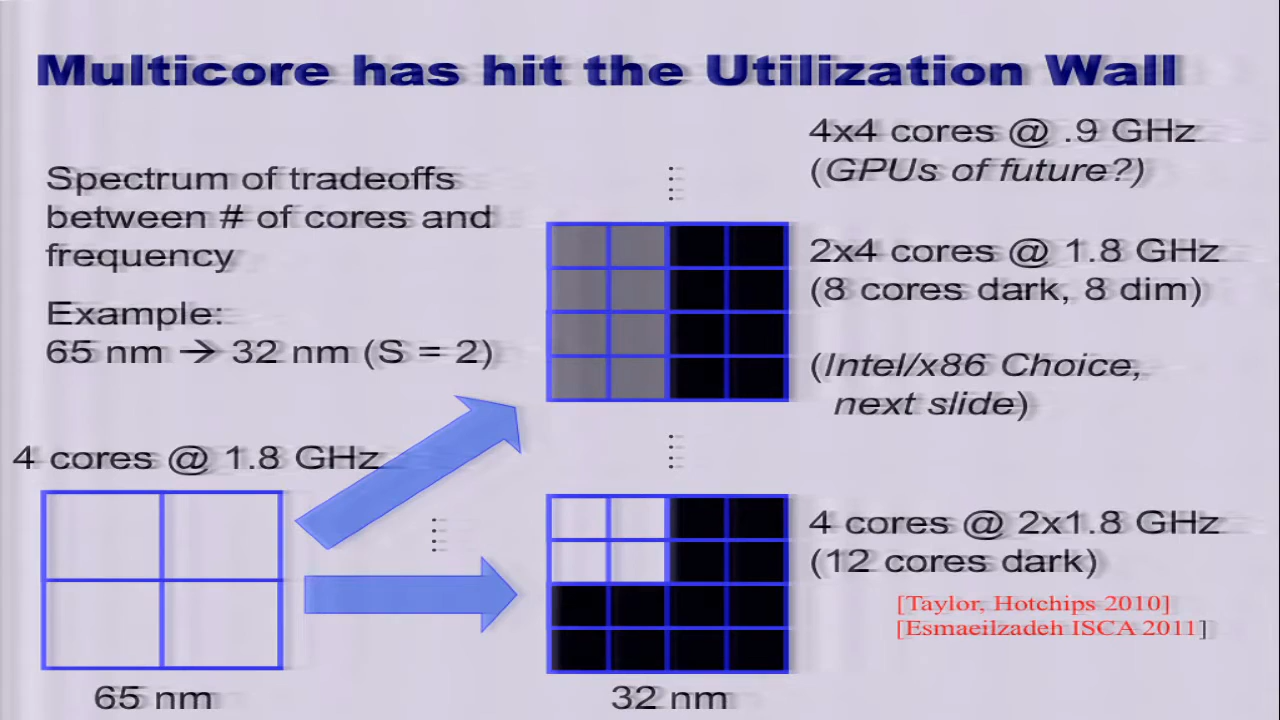 Multicore has hit the Utilization Wall
Spectrum of tradeoffs
between # of cores and
frequency
Example:
65 nm → 32 nm (S = 2)
4 cores @ 1.8 GHz
65 nm
4x4 cores @ .9 GHz
(GPUs of future?)
2x4 cores @ 1.8 GHz
(8 cores dark, 8 dim)
(Intel/x86 Choice,
next slide)
4 cores @ 2x1.8 GHz
(12 cores dark)
[Taylor, Hotchips 2010]
[Esmaeilzadeh ISCA 2011]
32 nm